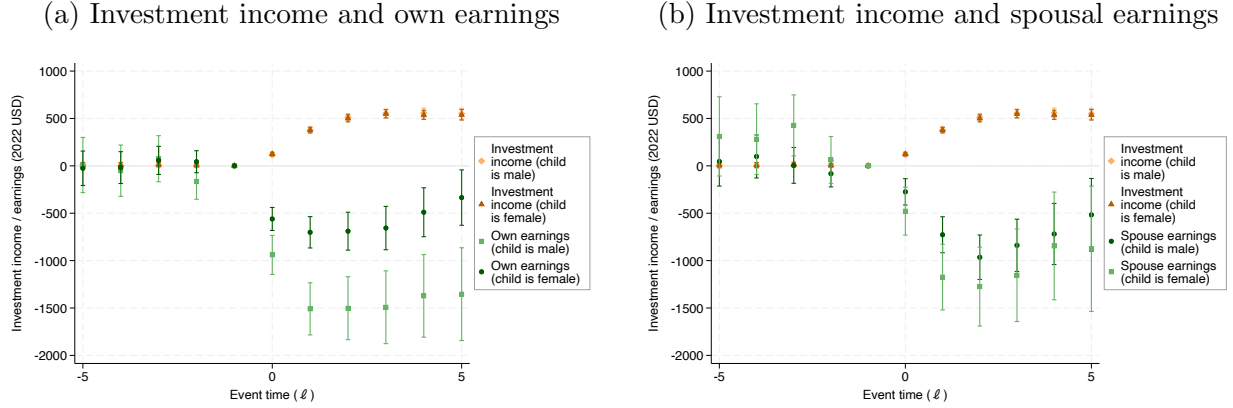 (a) Investment income and own earnings
Investment income / earnings (2022 USD)
1000
500
0
-500
-1000
-1500
-2000
-5
0
5
Event time (ℓ)
Investment
income (child
is male)
Investment
income (child
is female)
Own earnings
(child is male)
Own earnings
(child is female)
(b) Investment income and spousal earnings
Investment income / earnings (2022 USD)
1000
500
0
-500
-1000
-1500
-2000
-5
0
5
Event time (ℓ)
Investment
income (child
is male)
Investment
income (child
is female)
Spouse earnings
(child is male)
Spouse earnings
(child is female)